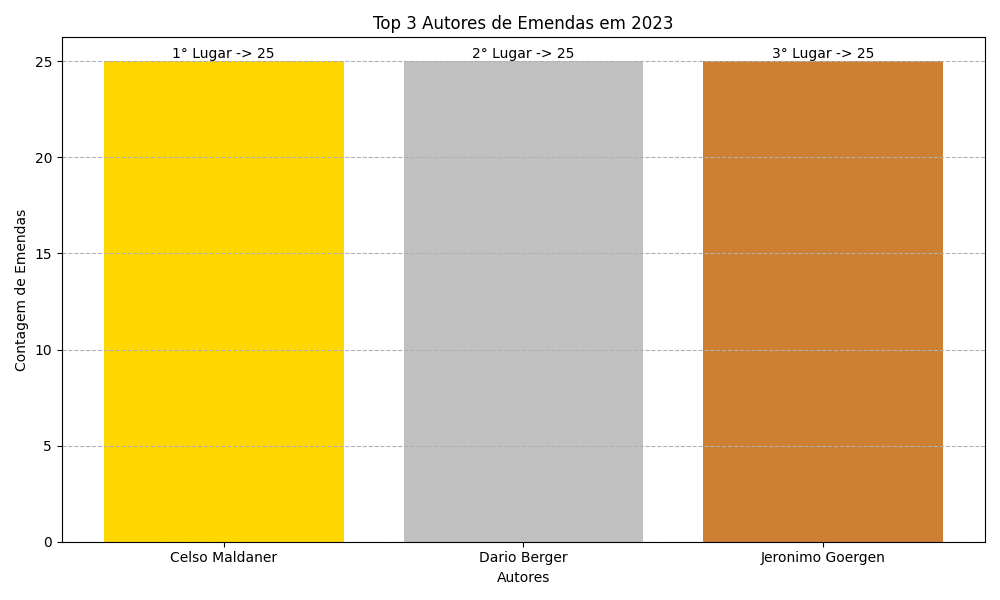 Top 3 Autores de Emendas em 2023
1° Lugar -> 25
2° Lugar -> 25
3° Lugar -> 25
Contagem de Emendas
25
20
15
10
5
0
Celso Maldaner
Dario Berger
Jeronimo Goergen
Autores